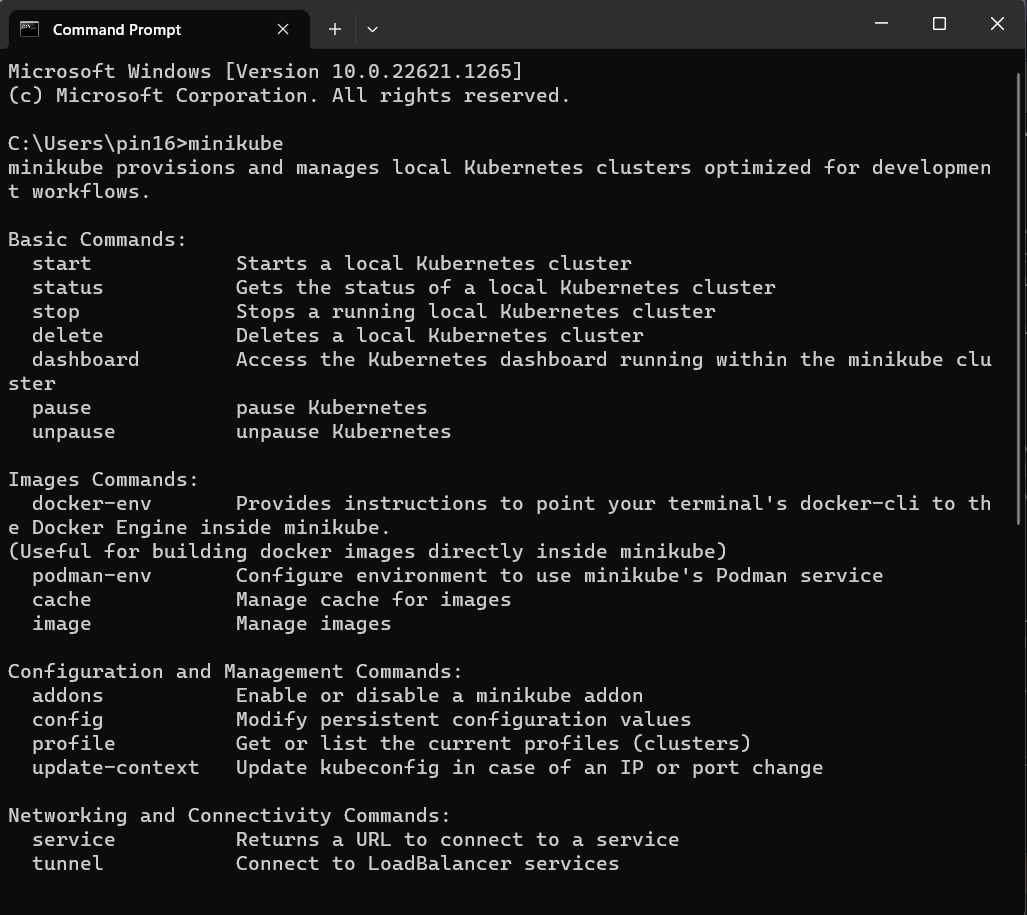 Command Prompt
Microsoft Windows [Version 10.0.22621.1265]
(c) Microsoft Corporation. All rights reserved.
C:\Users\pin16>minikube
minikube provisions and manages local Kubernetes clusters optimized for developmen
t workflows.
Basic Commands:
  start            Starts a local Kubernetes cluster
  status           Gets the status of a local Kubernetes cluster
  stop             Stops a running local Kubernetes cluster
  delete           Deletes a local Kubernetes cluster
  dashboard        Access the Kubernetes dashboard running within the minikube clu
ster
  pause            pause Kubernetes
  unpause          unpause Kubernetes
Images Commands:
  docker-env       Provides instructions to point your terminal's docker-cli to th
e Docker Engine inside minikube.
(Useful for building docker images directly inside minikube)
  podman-env       Configure environment to use minikube's Podman service
  cache            Manage cache for images
  image            Manage images
Configuration and Management Commands:
  addons           Enable or disable a minikube addon
  config           Modify persistent configuration values
  profile          Get or list the current profiles (clusters)
  update-context   Update kubeconfig in case of an IP or port change
Networking and Connectivity Commands:
  service          Returns a URL to connect to a service
  tunnel           Connect to LoadBalancer services